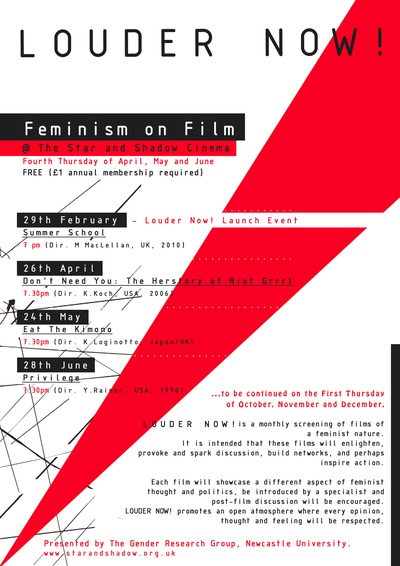 LOUDER NOW!
Feminism on Film
@ The Star and Shadow Cinema
Fourth Thursday of April, May and June
FREE (£1 annual membership required)
29th February - Louder Now! Launch Event
Summer School
7 pm (Dir. M MacLellan, UK, 2010)
26th April
Don't Need You: The Herstory of Riot Grrrl
7.30pm (Dir. K.Koch, USA, 2006)
24th May
Eat The Kimono
7.30pm (Dir. K.Loginotto, Japan/UK)
28th June
Privilege
7:30pm (Dir. Y.Rainer, USA, 1990)
...to be continued on the First Thursday
of October, November and December.
LOUDER NOW! is a monthly screening of films of
a feminist nature.
It is intended that these films will enlighten,
provoke and spark discussion, build networks, and perhaps
inspire action.
Each film will showcase a different aspect of feminist
thought and politics, be introduced by a specialist and
post-film discussion will be encouraged.
LOUDER NOW! promotes an open atmosphere where every opinion,
thought and feeling will be respected.
Presented by The Gender Research Group, Newcastle University.
www.starandshadow.org.uk